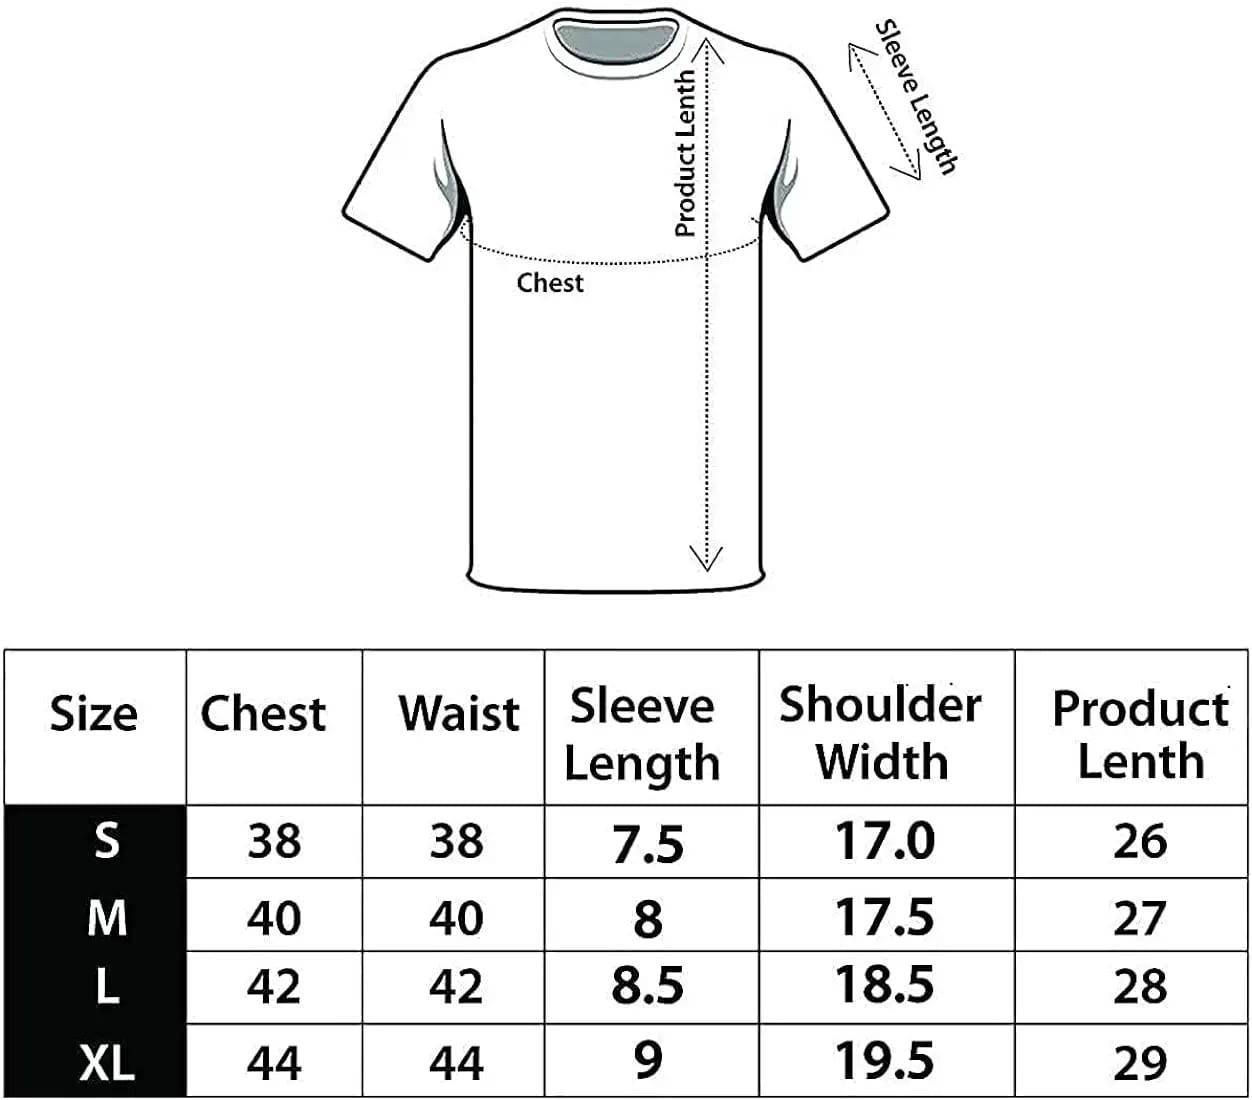 Sleeve Length
Product Lenth
Chest
Size Chest Waist Sleeve Length Shoulder Width Product Lenth
S 38 38 7.5 17.0 26
M 40 40 8 17.5 27
L 42 42 8.5 18.5 28
XL 44 44 9 19.5 29